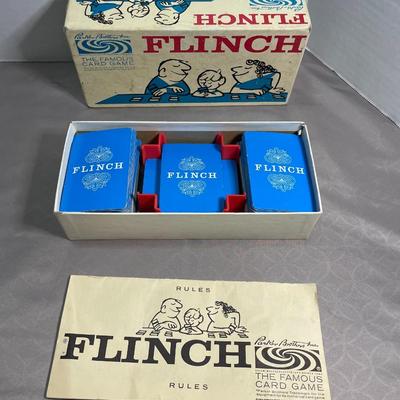 Parker Brothers Inc.
FLINCH
THE FAMOUS
CARD GAME
FLINCH
FLINCH
FLINCH
FLINCH
RULES
FLINCH
Parker Brothers Inc.
THE FAMOUS
CARD GAME
RULES